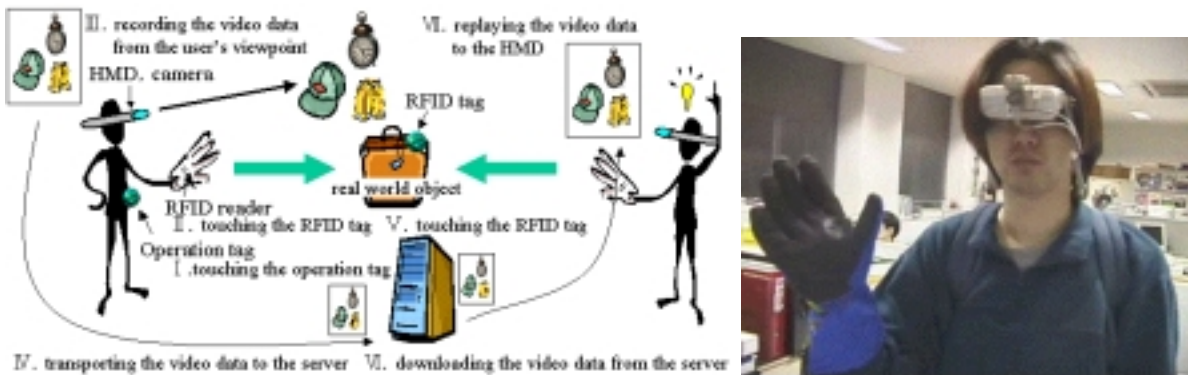 Ⅲ. recording the video data
from the user's viewpoint
HMD, camera
Ⅵ. replaying the video data
to the HMD
RFID tag
real world object
RFID reader
Ⅱ. touching the RFID tag
Ⅴ. touching the RFID tag
Operation tag
Ⅰ.touching the operation tag
Ⅳ. transporting the video data to the server
Ⅵ. downloading the video data from the server